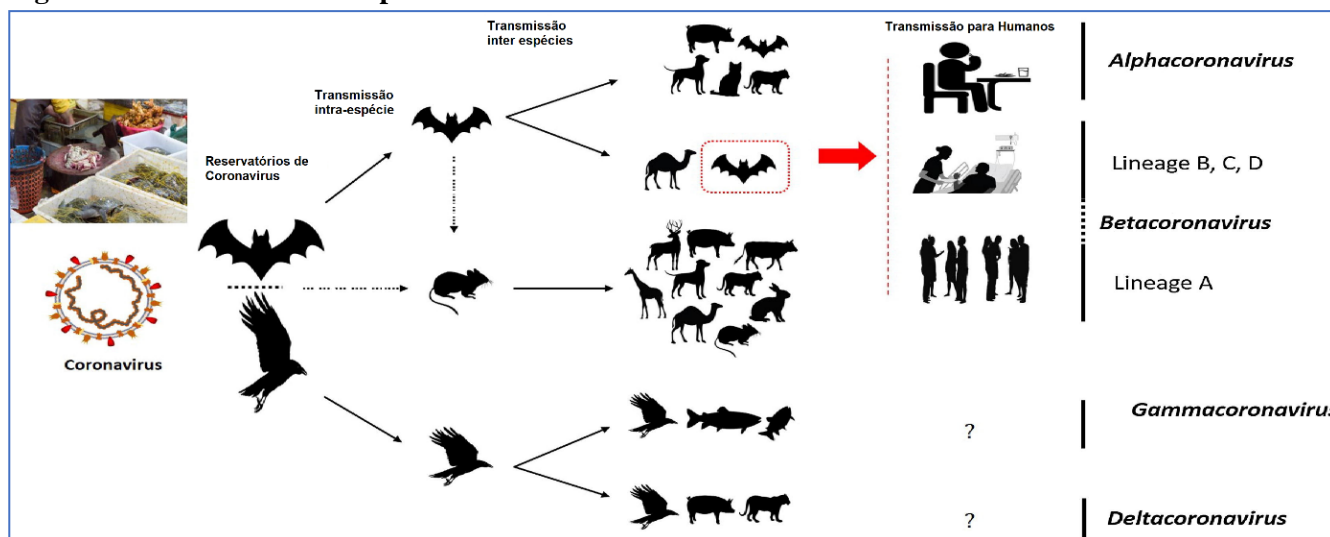 Transmissão
inter espécies
Transmissão para Humanos
Alphacoronavirus
Transmissão
intra-espécie
Reservatórios de
Coronavirus
Lineage B, C, D
Betacoronavirus
Lineage A
Coronavirus
Gammacoronavirus
?
?
Deltacoronavirus